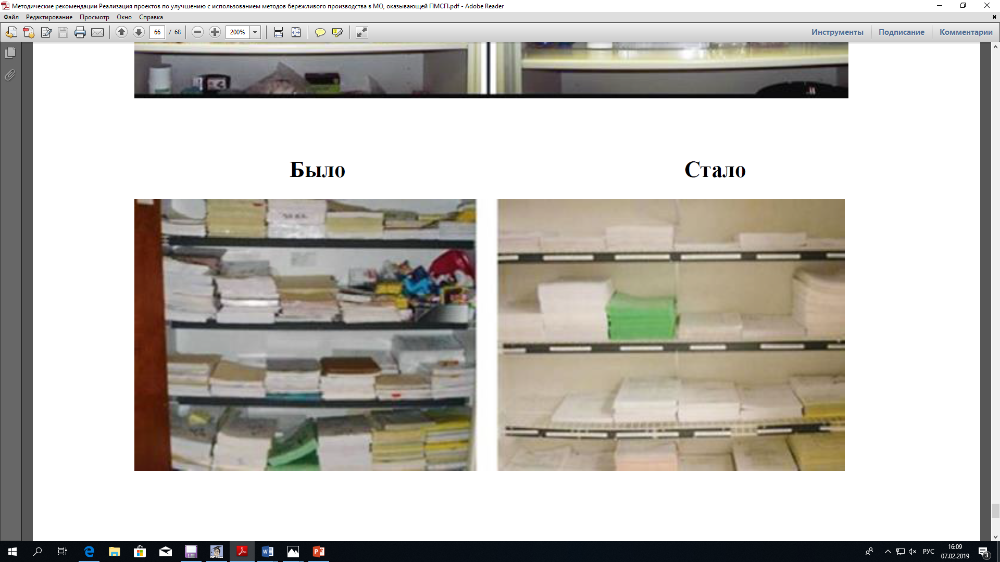 Методические рекомендации Реализация проектов по улучшению с использованием методов бережливого производства в МО, оказывающей ПМСП.pdf - Adobe Reader
Файл Редактирование Просмотр Окно Справка
66 / 68 200% Инструменты Подписание Комментарии
Было Стало
РУС 16:09
07.02.2019 3